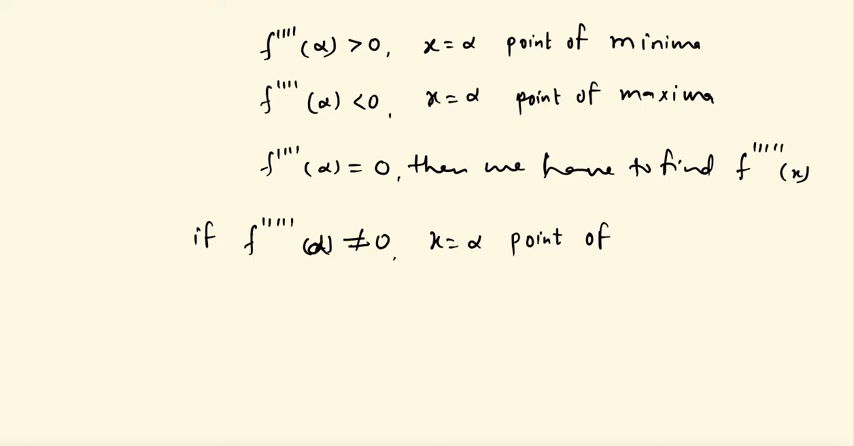 f''''(α) > 0, x = α point of minima
f''''(α) < 0, x = α point of maxima
f''''(α) = 0, then we have to find f'''''(x)
if f'''''(α) ≠ 0, x = α point of